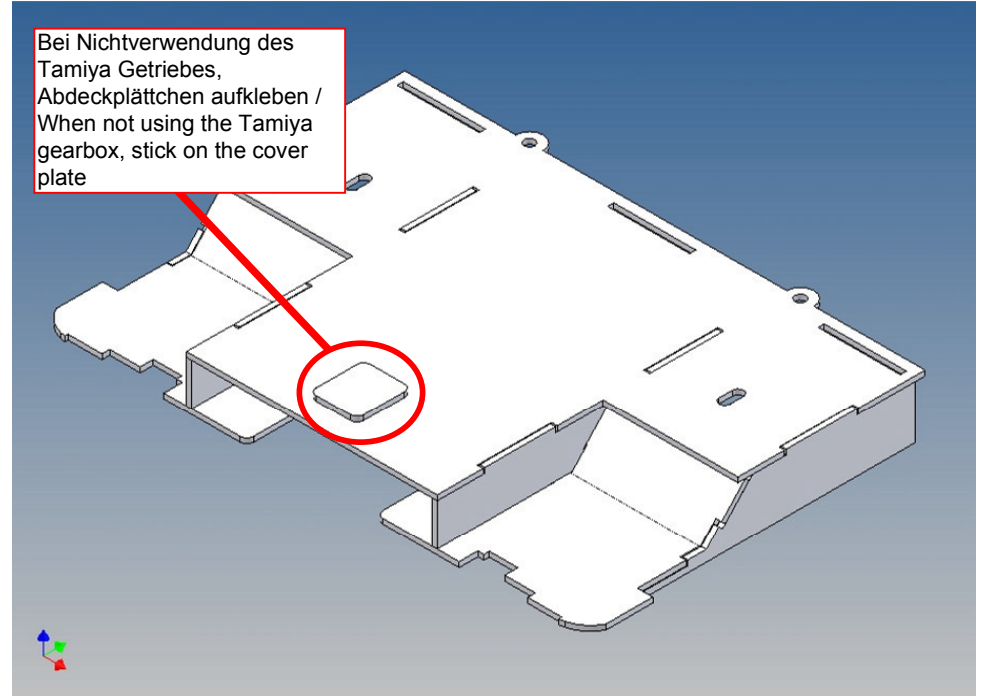 Bei Nichtverwendung des
Tamiya Getriebes,
Abdeckplättchen aufkleben /
When not using the Tamiya
gearbox, stick on the cover
plate